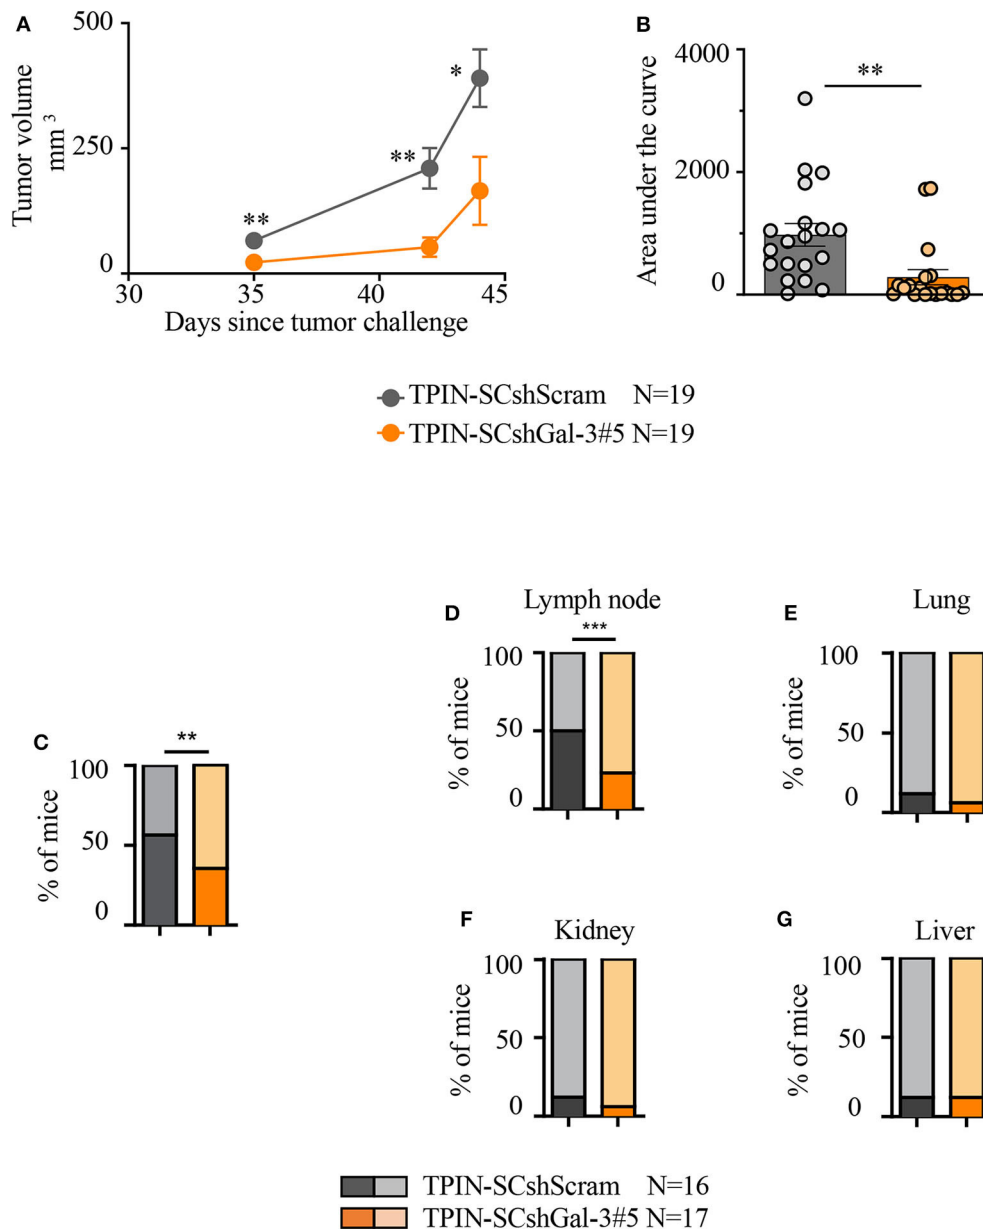 A
Tumor volume
mm 3
500
250
0
**
**
*
30 35 40 45
Days since tumor challenge
B
Area under the curve
4000
2000
0
**
TPIN-SCshScram N=19
TPIN-SCshGal-3#5 N=19
C
% of mice
100
50
0
**
D
Lymph node
% of mice
100
50
0
***
E
Lung
% of mice
100
50
0
F
Kidney
% of mice
100
50
0
G
Liver
% of mice
100
50
0
TPIN-SCshScram N=16
TPIN-SCshGal-3#5 N=17